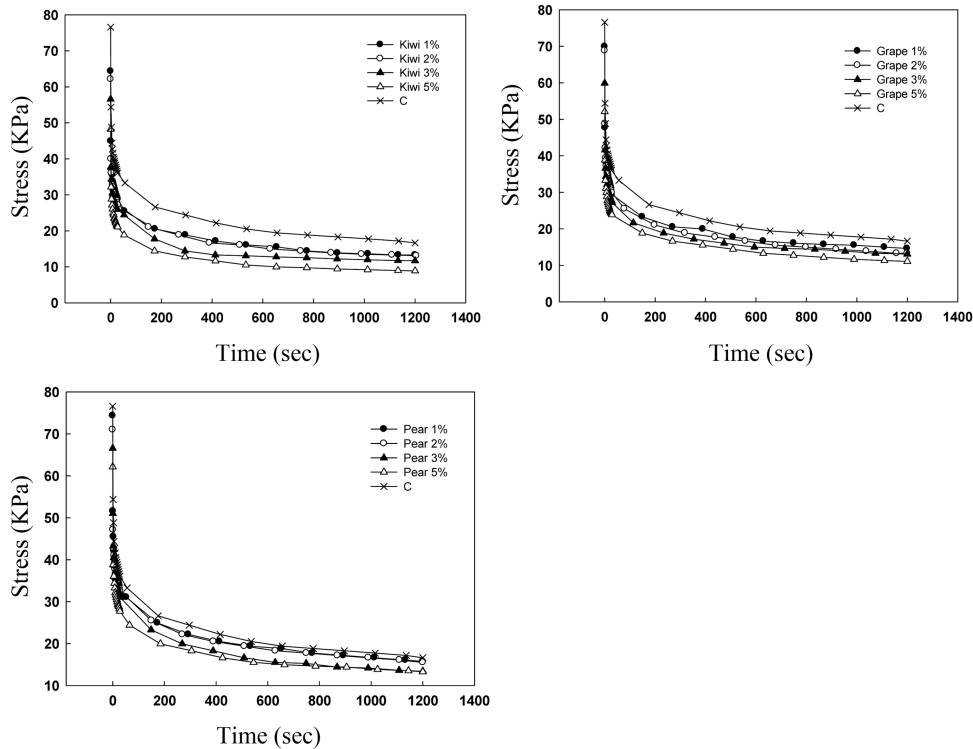 80
70
60
50
40
30
20
10
0
Stress (KPa)
Kiwi 1%
Kiwi 2%
Kiwi 3%
Kiwi 5%
C
0 200 400 600 800 1000 1200 1400
Time (sec)
80
70
60
50
40
30
20
10
0
Stress (KPa)
Grape 1%
Grape 2%
Grape 3%
Grape 5%
C
0 200 400 600 800 1000 1200 1400
Time (sec)
80
70
60
50
40
30
20
10
Stress (KPa)
Pear 1%
Pear 2%
Pear 3%
Pear 5%
C
0 200 400 600 800 1000 1200 1400
Time (sec)